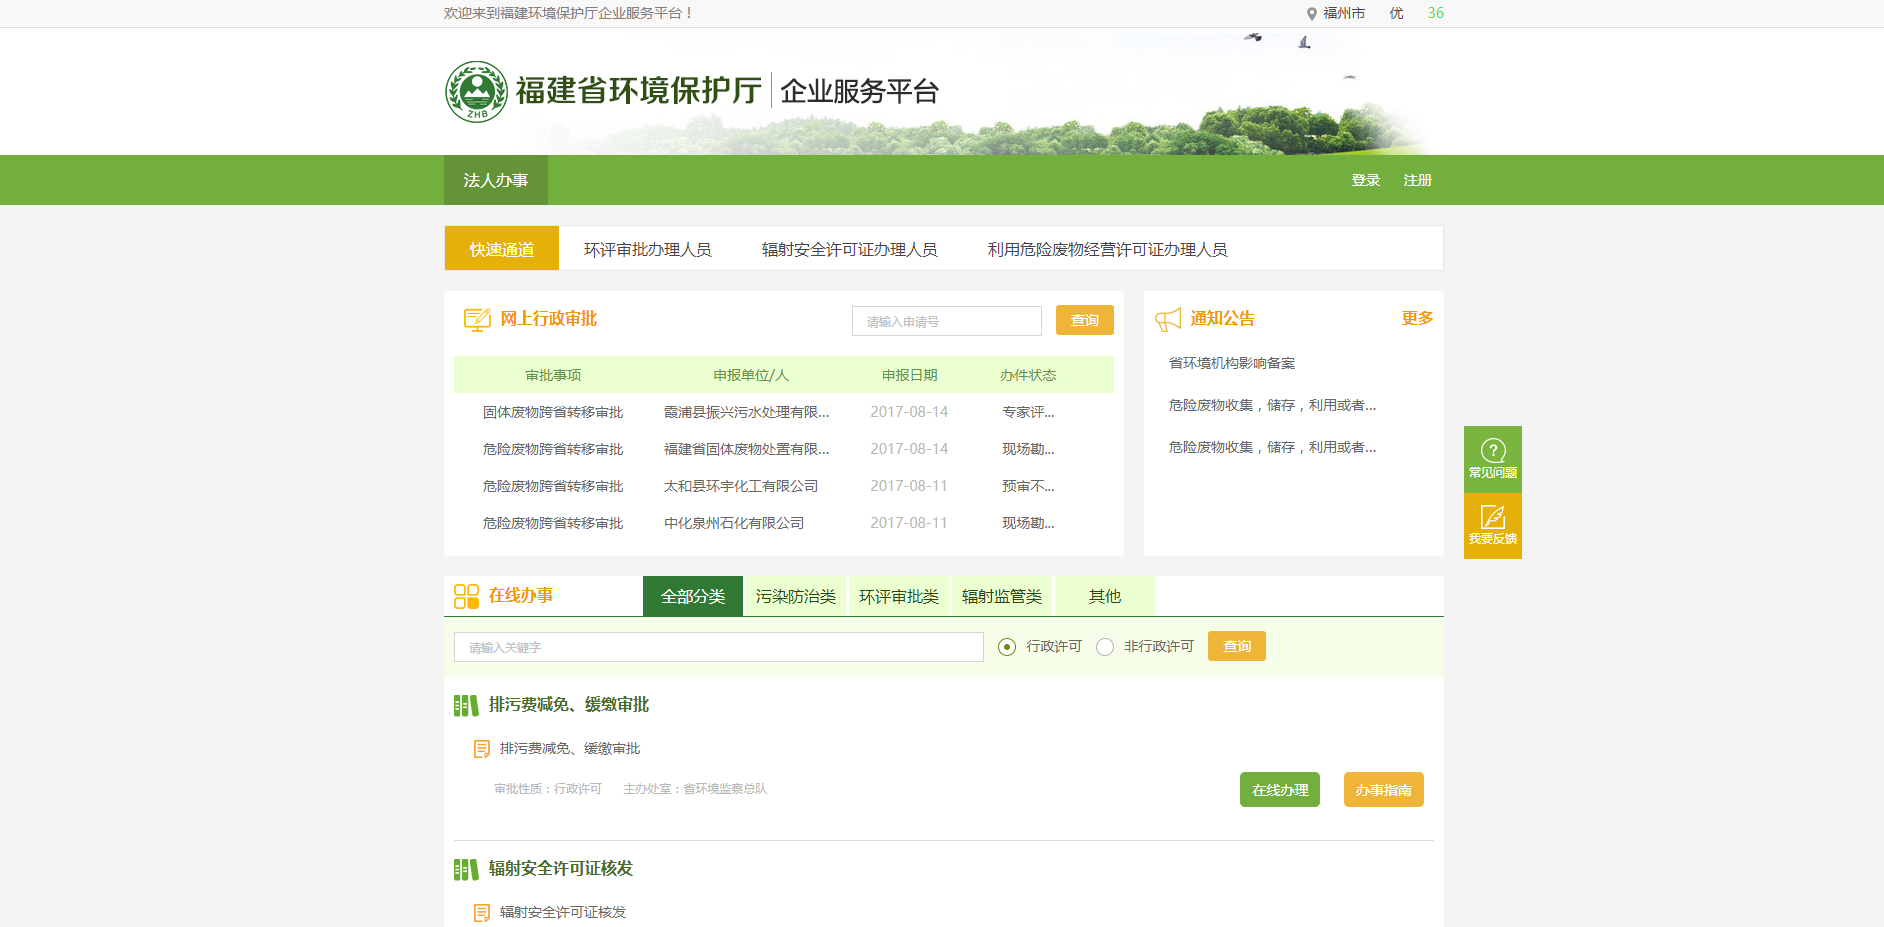 欢迎来到福建环境保护厅企业服务平台！
福州市 优 36
ZHB
福建省环境保护厅 企业服务平台
法人办事 登录 注册
快速通道 环评审批办理人员 辐射安全许可证办理人员 利用危险废物经营许可证办理人员
网上行政审批 请输入申请号 查询
审批事项 申报单位/人 申报日期 办件状态
固体废物跨省转移审批 霞浦县振兴污水处理有限... 2017-08-14 专家评...
危险废物跨省转移审批 福建省固体废物处置有限... 2017-08-14 现场勘...
危险废物跨省转移审批 太和县环宇化工有限公司 2017-08-11 预审不...
危险废物跨省转移审批 中化泉州石化有限公司 2017-08-11 现场勘...
通知公告 更多
省环境机构影响备案
危险废物收集，储存，利用或者...
危险废物收集，储存，利用或者...
常见问题
我要反馈
在线办事 全部分类 污染防治类 环评审批类 辐射监管类 其他
请输入关键字 行政许可 非行政许可 查询
排污费减免、缓缴审批
排污费减免、缓缴审批
审批性质：行政许可 主办处室：省环境监察总队
在线办理 办事指南
辐射安全许可证核发
辐射安全许可证核发